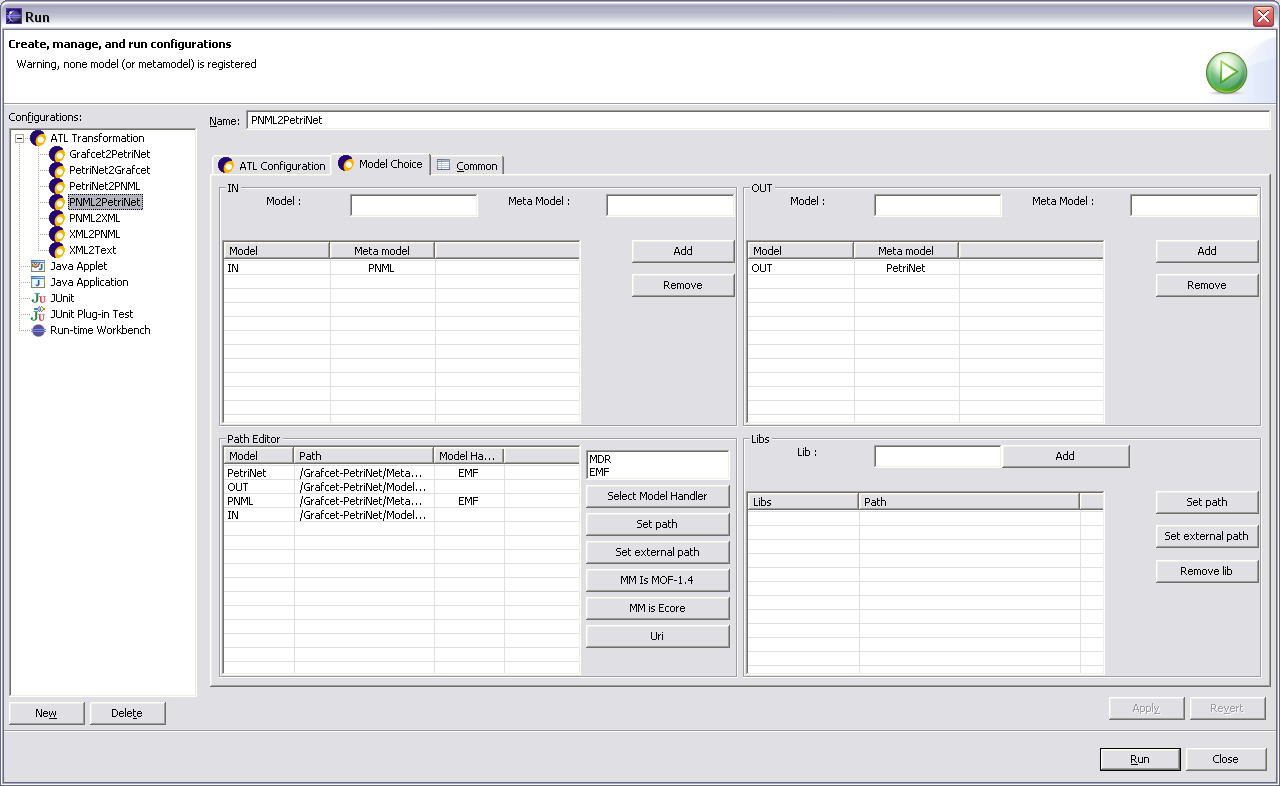 Run
Create, manage, and run configurations
Warning, none model (or metamodel) is registered
Configurations:
ATL Transformation
Grafcet2PetriNet
PetriNet2Grafcet
PetriNet2PNML
PNML2PetriNet
PNML2XML
XML2PNML
XML2Text
Java Applet
Java Application
JUnit
JUnit Plug-in Test
Run-time Workbench
New Delete
Name: PNML2PetriNet
ATL Configuration Model Choice Common
IN
Model : Meta Model :
Model Meta model
IN PNML
Add
Remove
OUT
Model : Meta Model :
Model Meta model
OUT PetriNet
Add
Remove
Path Editor
Model Path Model Ha...
PetriNet /Grafcet-PetriNet/Meta... EMF
OUT /Grafcet-PetriNet/Model...
PNML /Grafcet-PetriNet/Meta... EMF
IN /Grafcet-PetriNet/Model...
MDR
EMF
Select Model Handler
Set path
Set external path
MM Is MOF-1.4
MM is Ecore
Uri
Libs
Lib : Add
Libs Path
Set path
Set external path
Remove lib
Apply Revert
Run Close